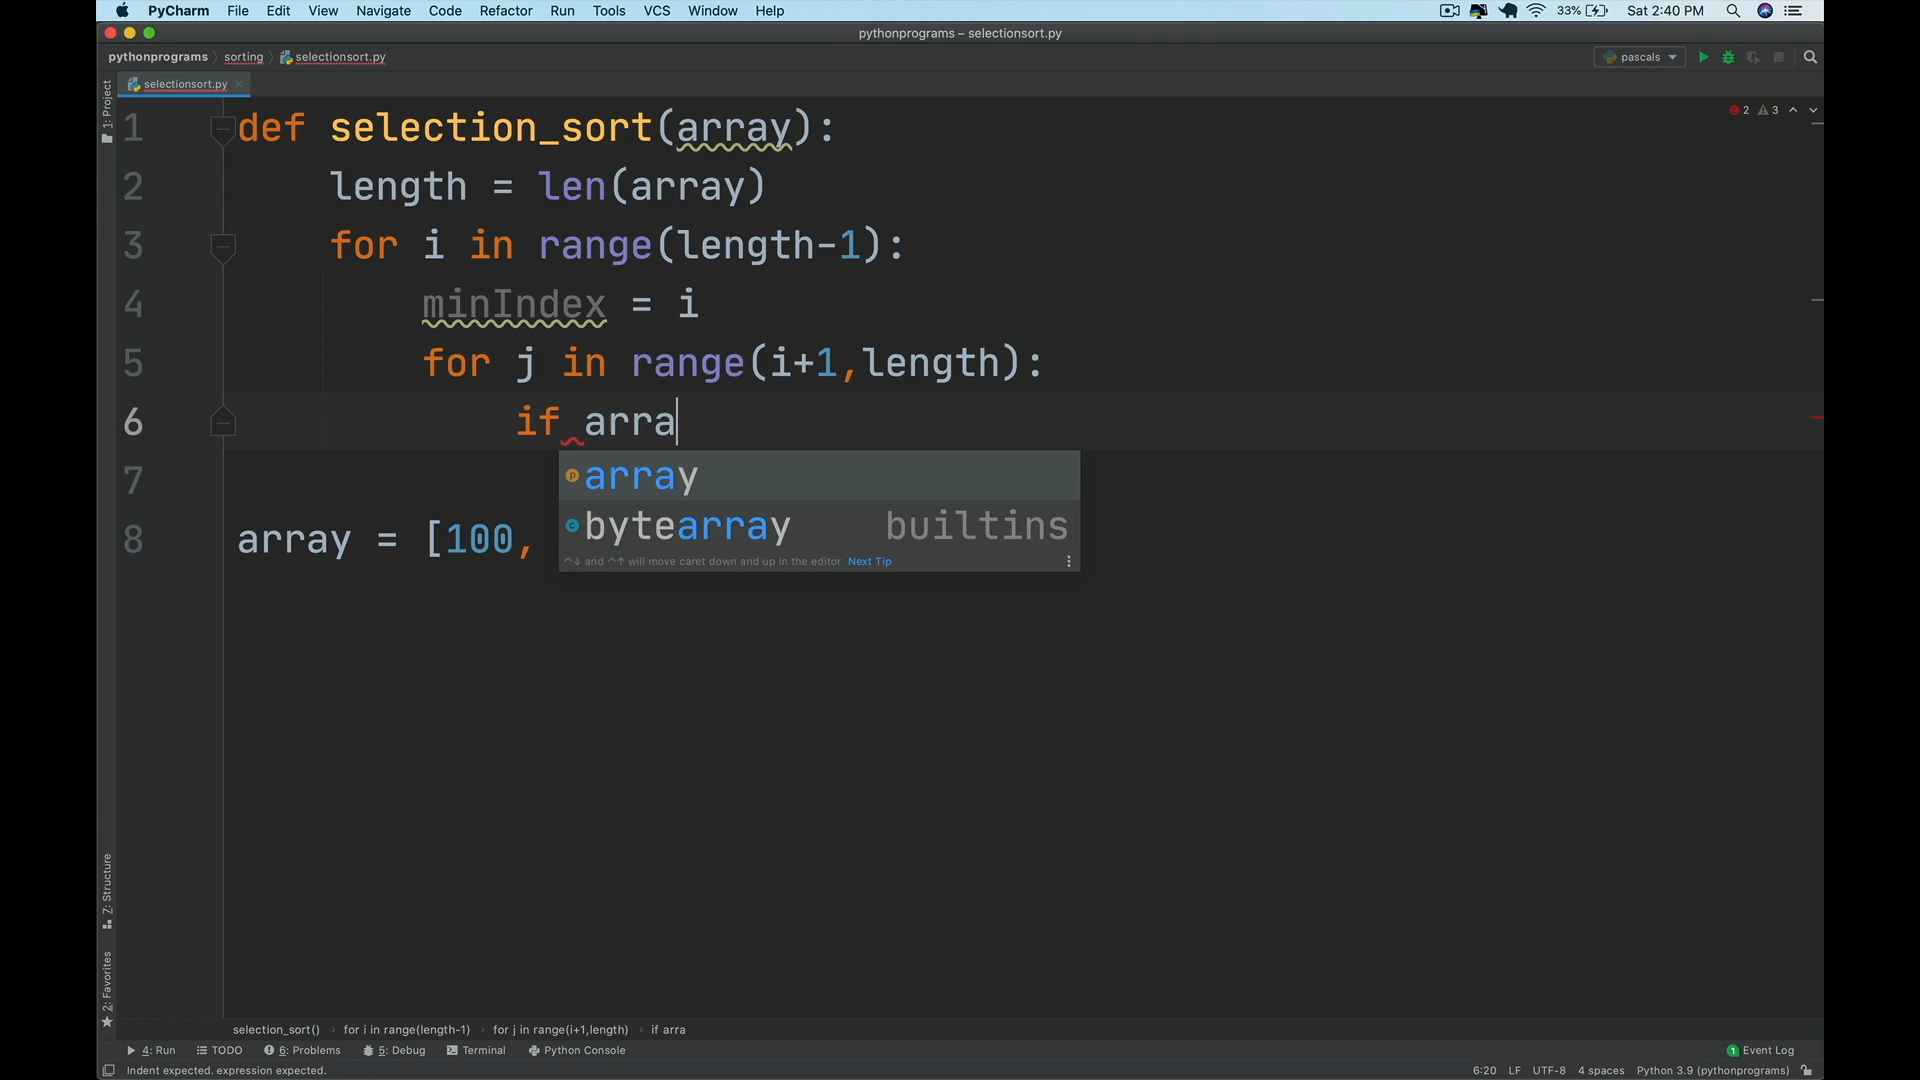 PyCharm File Edit View Navigate Code Refactor Run Tools VCS Window Help 33% Sat 2:40 PM
pythonprograms – selectionsort.py
pythonprograms sorting selectionsort.py pascals
selectionsort.py
1: Project
2 3
1 def selection_sort(array):
2 length = len(array)
3 for i in range(length-1):
4 minIndex = i
5 for j in range(i+1,length):
6 if arra
array
7
bytearray builtins
8 array = [100,
^↓ and ^↑ will move caret down and up in the editor Next Tip
Z: Structure
2: Favorites
selection_sort() for i in range(length-1) for j in range(i+1,length) if arra
4: Run TODO 6: Problems 5: Debug Terminal Python Console 1 Event Log
Indent expected. expression expected. 6:20 LF UTF-8 4 spaces Python 3.9 (pythonprograms)